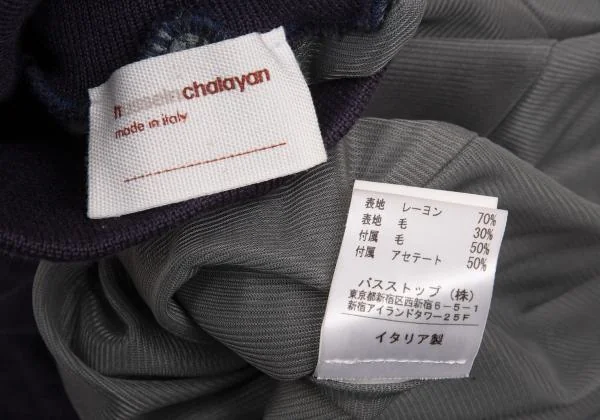 hussein chalayan
made in italy
表地 レーヨン 70%
表地 毛 30%
付属 毛 50%
付属 アセテート 50%
バスストップ（株）
東京都新宿区西新宿6-5-1
新宿アイランドタワー25F
イタリア製